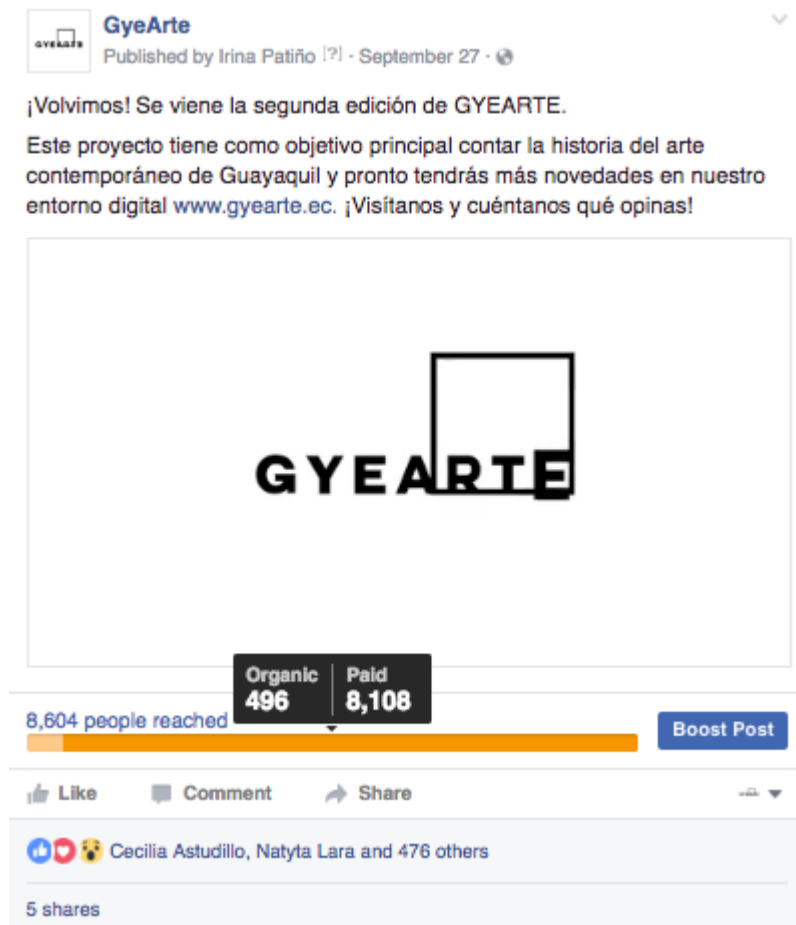 GYEARTE
GyeArte
Published by Irina Patiño [?] · September 27 ·
¡Volvimos! Se viene la segunda edición de GYEARTE.
Este proyecto tiene como objetivo principal contar la historia del arte
contemporáneo de Guayaquil y pronto tendrás más novedades en nuestro
entorno digital www.gyearte.ec. ¡Visítanos y cuéntanos qué opinas!
GYEARTE
Organic Paid
496 8,108
8,604 people reached
Boost Post
Like Comment Share
Cecilia Astudillo, Natyta Lara and 476 others
5 shares